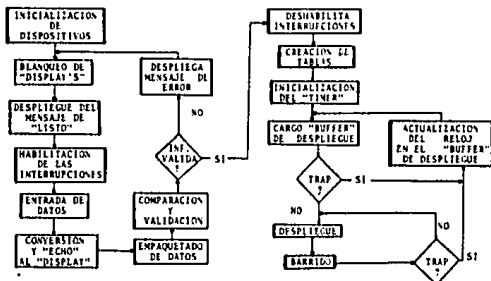 INICIALIZACION
DE
DISPOSITIVOS
BLANQUEO DE
"DISPLAY'S"
DESPLIEGUE DEL
MENSAJE DE
"LISTO"
HABILITACION
DE LAS
INTERRUPCIONES
ENTRADA DE
DATOS
CONVERSION
Y "ECHO"
AL "DISPLAY"
DESPLIEGA
MENSAJE DE
ERROR
NO
INF.
VALIDA
?
SI
COMPARACION
Y
VALIDACION
EMPAQUETADO
DE DATOS
DESHABILITA
INTERRUPCIONES
CREACION DE
TABLAS
INICIALIZACION
DEL "TIMER"
CARGO "BUFFER"
DE DESPLIEGUE
TRAP
?
SI
NO
DESPLIEGUE
BARRIDO
TRAP
?
NO
SI
ACTUALIZACION
DEL RELOJ
EN EL "BUFFER"
DE DESPLIEGUE